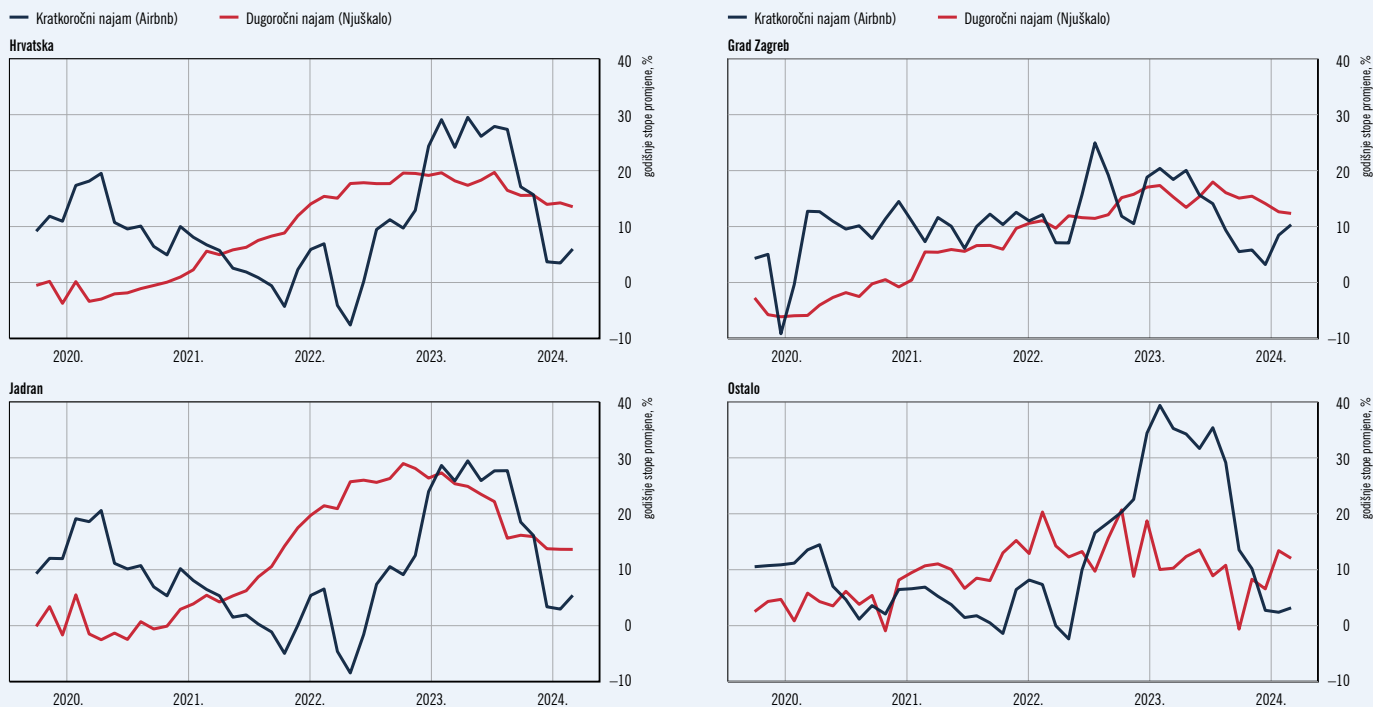 Kratkoročni najam (Airbnb) Dugoročni najam (Njuškalo)
Hrvatska
40
30
20
10
0
–10
godišnje stope promjene, %
2020. 2021. 2022. 2023. 2024.
Kratkoročni najam (Airbnb) Dugoročni najam (Njuškalo)
Grad Zagreb
40
30
20
10
0
–10
godišnje stope promjene, %
2020. 2021. 2022. 2023. 2024.
Jadran
40
30
20
10
0
–10
godišnje stope promjene, %
2020. 2021. 2022. 2023. 2024.
Ostalo
40
30
20
10
0
–10
godišnje stope promjene, %
2020. 2021. 2022. 2023. 2024.